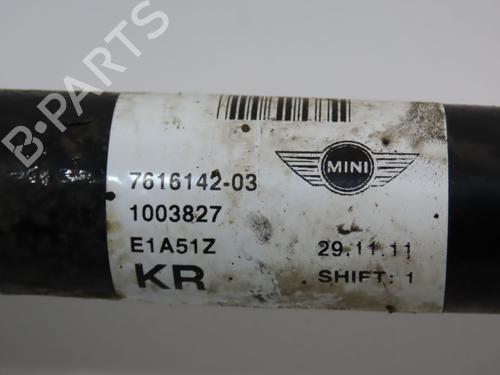 B-PARTS
MINI
7616142-03
1003827
E1A51Z
29.11.11
KR
SHIFT: 1